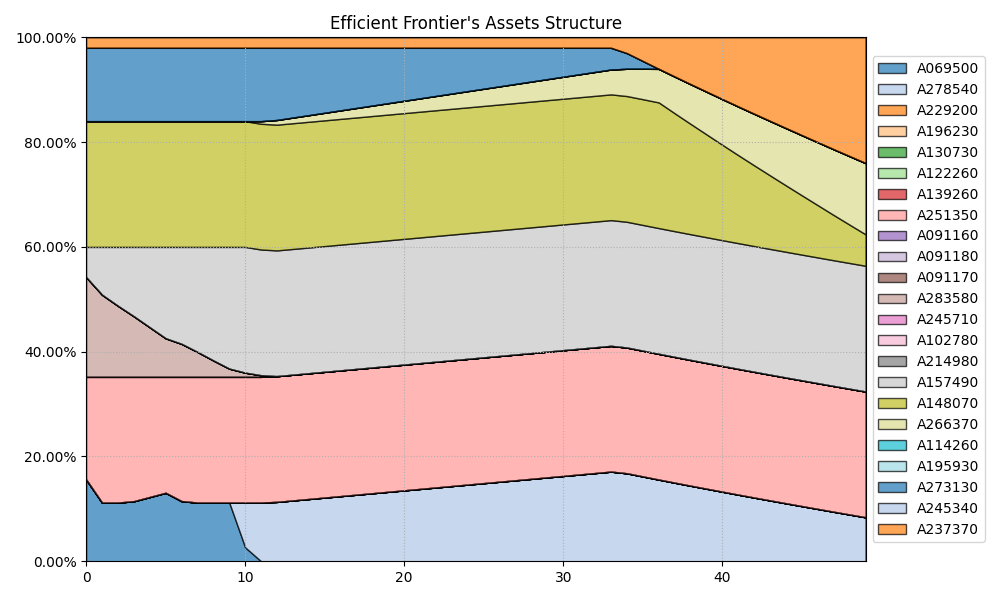 Efficient Frontier's Assets Structure
100.00%
80.00%
60.00%
40.00%
20.00%
0.00%
0
10
20
30
40
A069500
A278540
A229200
A196230
A130730
A122260
A139260
A251350
A091160
A091180
A091170
A283580
A245710
A102780
A214980
A157490
A148070
A266370
A114260
A195930
A273130
A245340
A237370